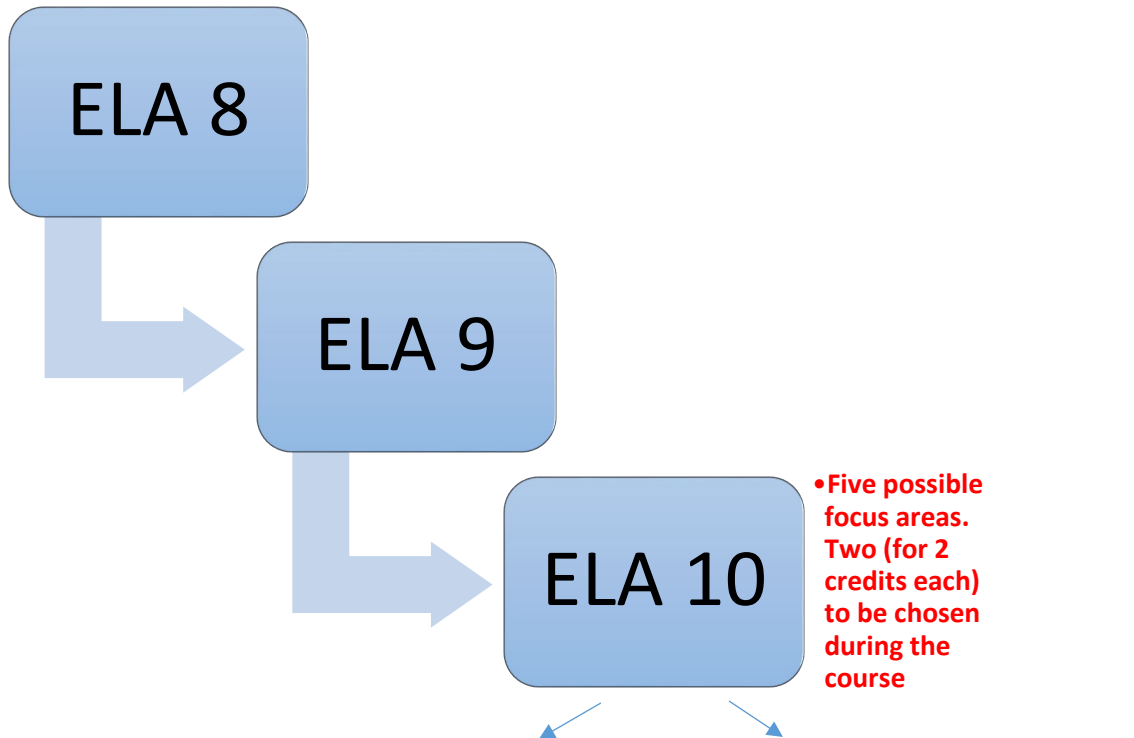 ELA 8
ELA 9
ELA 10
•Five possible
focus areas.
Two (for 2
credits each)
to be chosen
during the
course